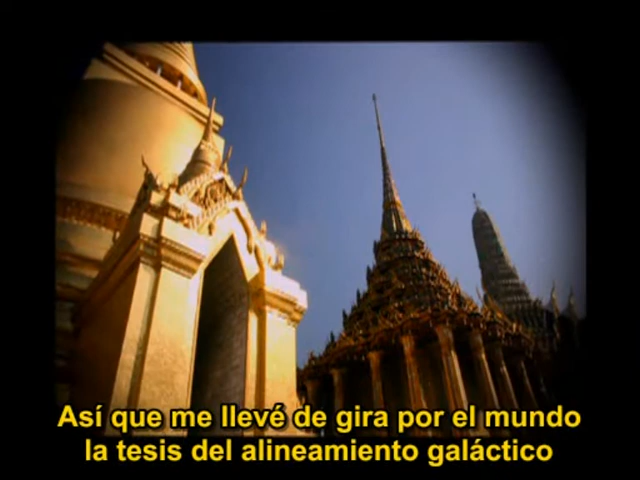 Así que me llevé de gira por el mundo
la tesis del alineamiento galáctico